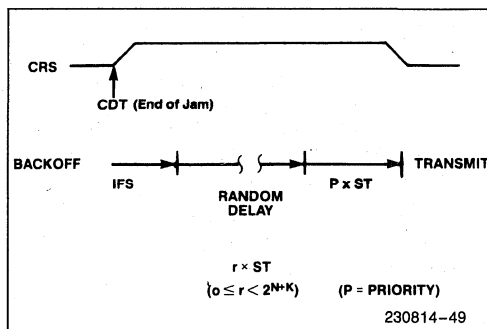 CRS
CDT (End of Jam)
BACKOFF
IFS
RANDOM
DELAY
P x ST
TRANSMIT
r × ST
(o ≤ r < 2^N+K)
(P = PRIORITY)
230814-49